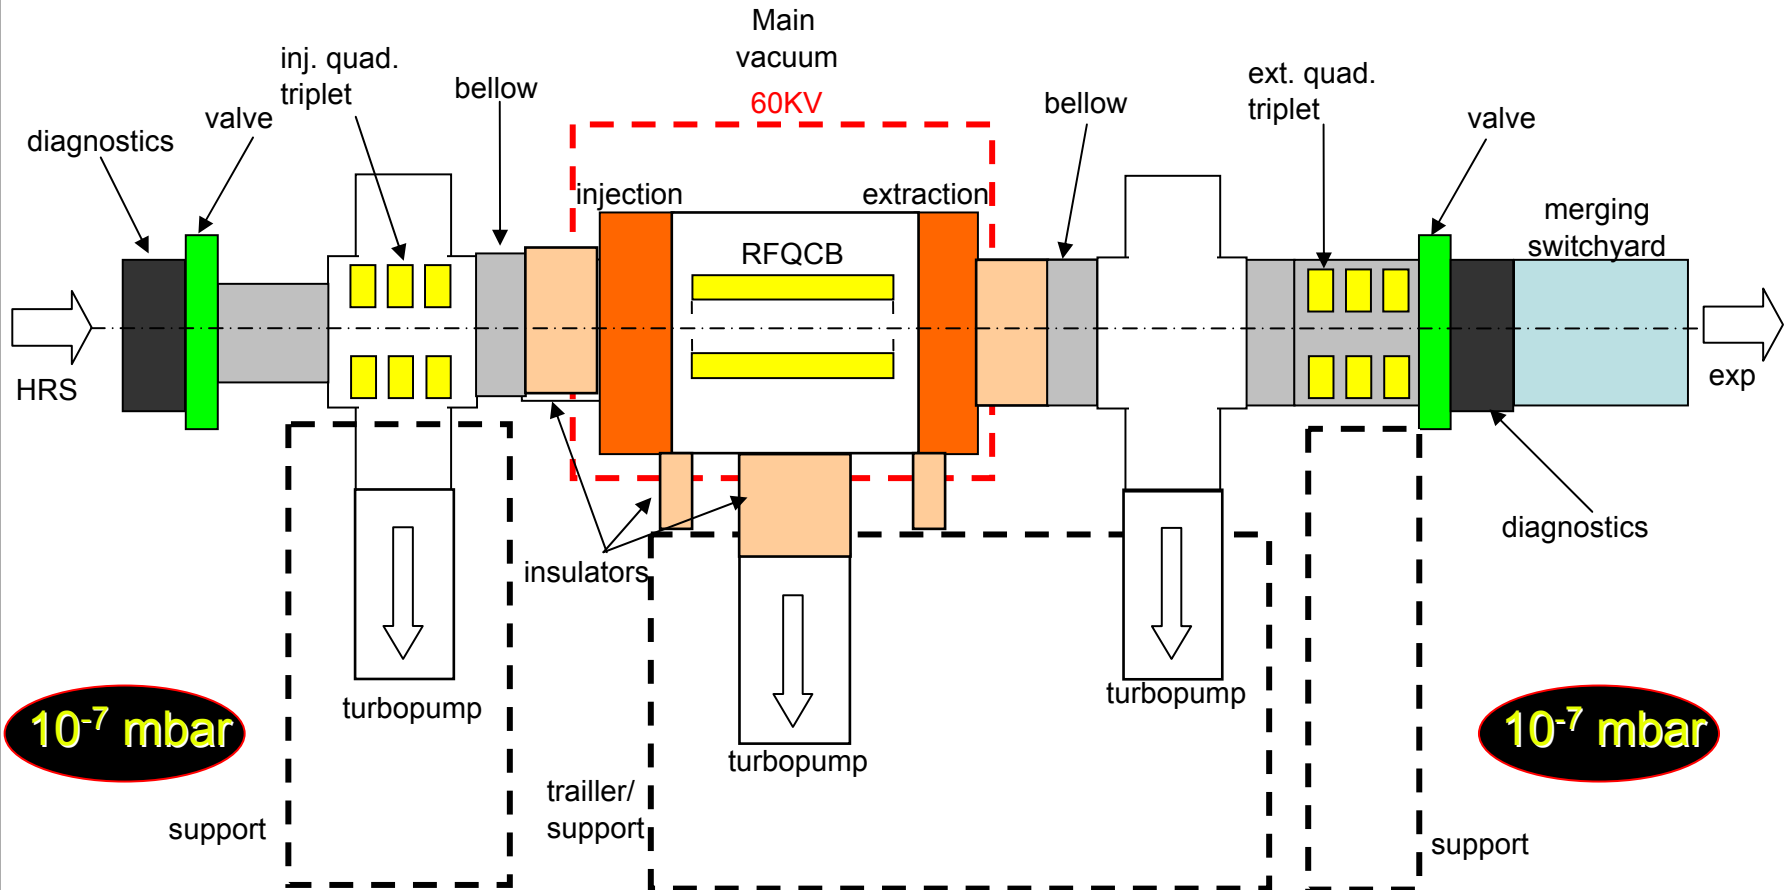 Main
vacuum
60KV
inj. quad.
triplet
bellow
valve
diagnostics
bellow
ext. quad.
triplet
valve
injection
extraction
merging
switchyard
RFQCB
HRS
exp
insulators
diagnostics
turbopump
turbopump
turbopump
10-7 mbar
10-7 mbar
trailler/
support
support
support